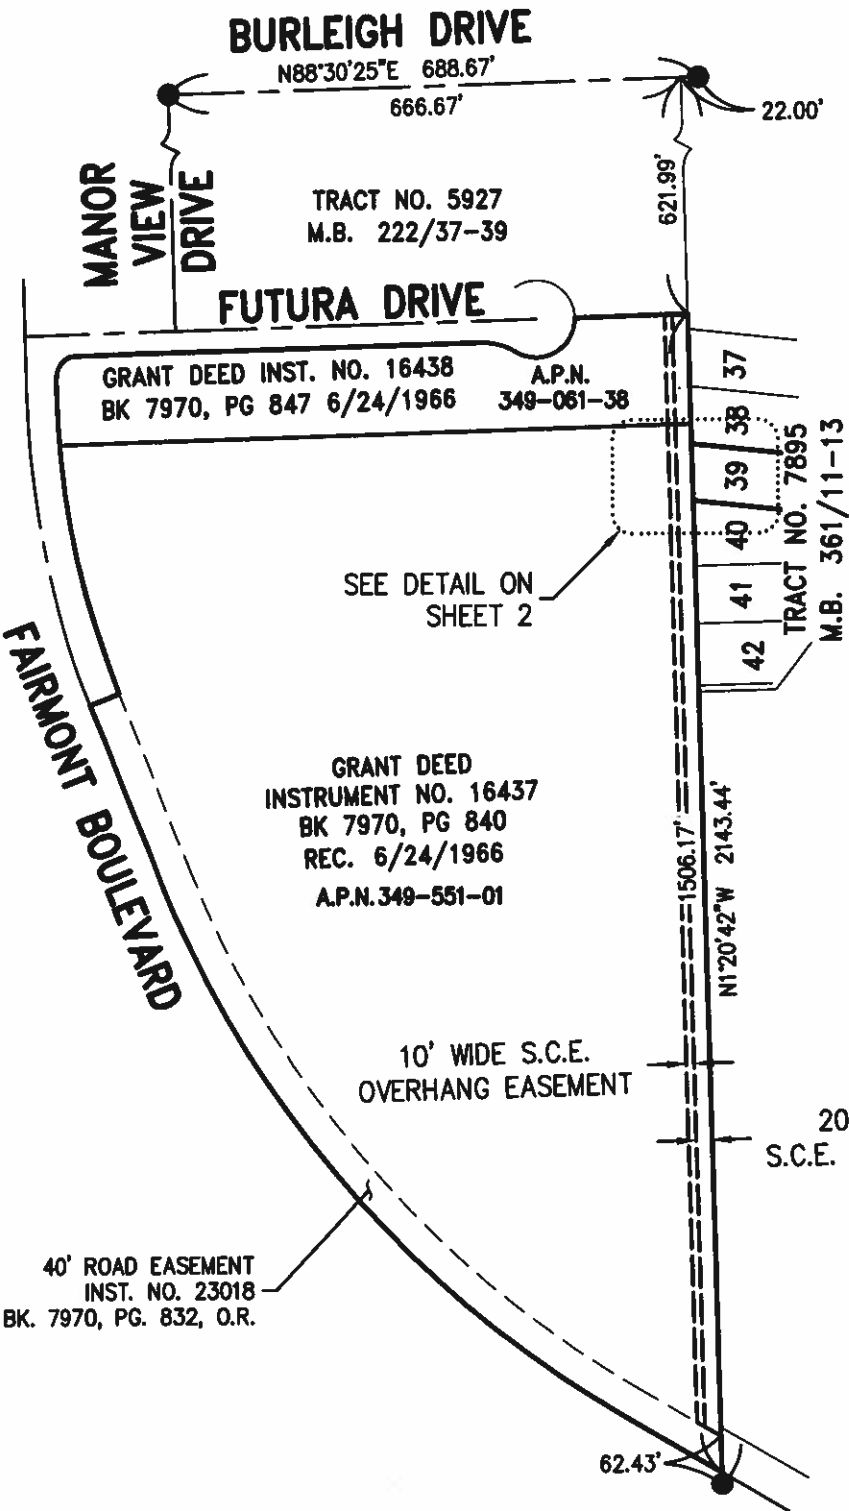 BURLEIGH DRIVE
N88°30'25"E 688.67'
666.67'
22.00'
MANOR
VIEW
DRIVE
TRACT NO. 5927
M.B. 222/37-39
621.99'
FUTURA DRIVE
GRANT DEED INST. NO. 16438
BK 7970, PG 847 6/24/1966
A.P.N.
349-061-38
37
38
39
40
41
42
TRACT NO. 7895
M.B. 361/11-13
SEE DETAIL ON
SHEET 2
FAIRMONT BOULEVARD
GRANT DEED
INSTRUMENT NO. 16437
BK 7970, PG 840
REC. 6/24/1966
A.P.N. 349-551-01
1506.17'
N1°20'42"W 2143.44'
10' WIDE S.C.E.
OVERHANG EASEMENT
20
S.C.E.
40' ROAD EASEMENT
INST. NO. 23018
BK. 7970, PG. 832, O.R.
62.43'